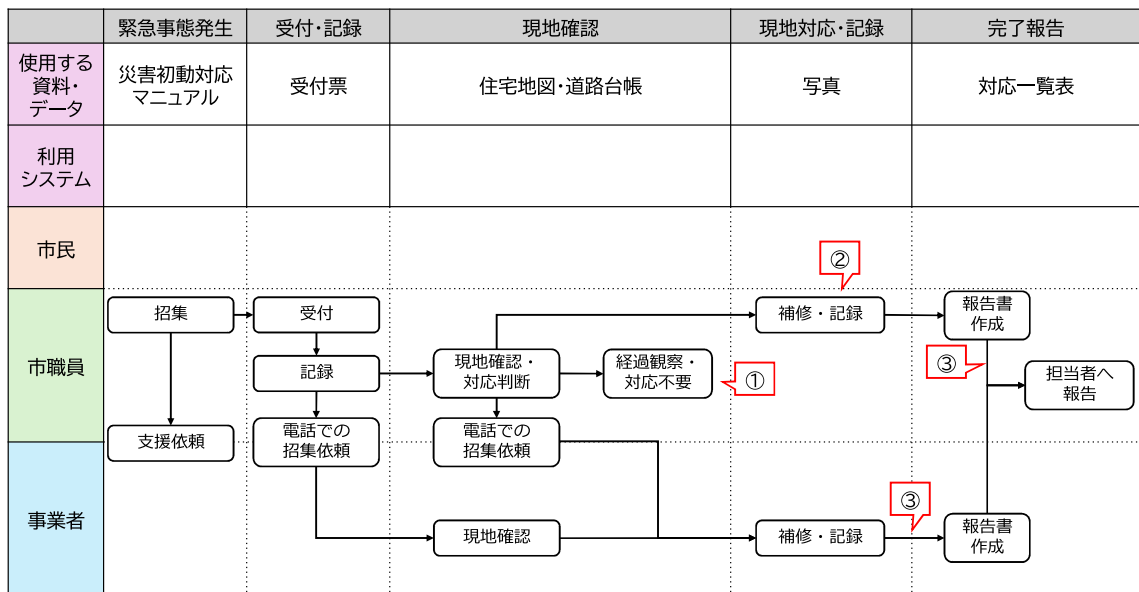 緊急事態発生
受付・記録
現地確認
現地対応・記録
完了報告
使用する
資料・
データ
災害初動対応
マニュアル
受付票
住宅地図・道路台帳
写真
対応一覧表
利用
システム
市民
②
市職員
招集
受付
補修・記録
報告書
作成
記録
現地確認・
対応判断
経過観察・
対応不要
①
③
担当者へ
報告
支援依頼
電話での
招集依頼
電話での
招集依頼
事業者
③
現地確認
補修・記録
報告書
作成